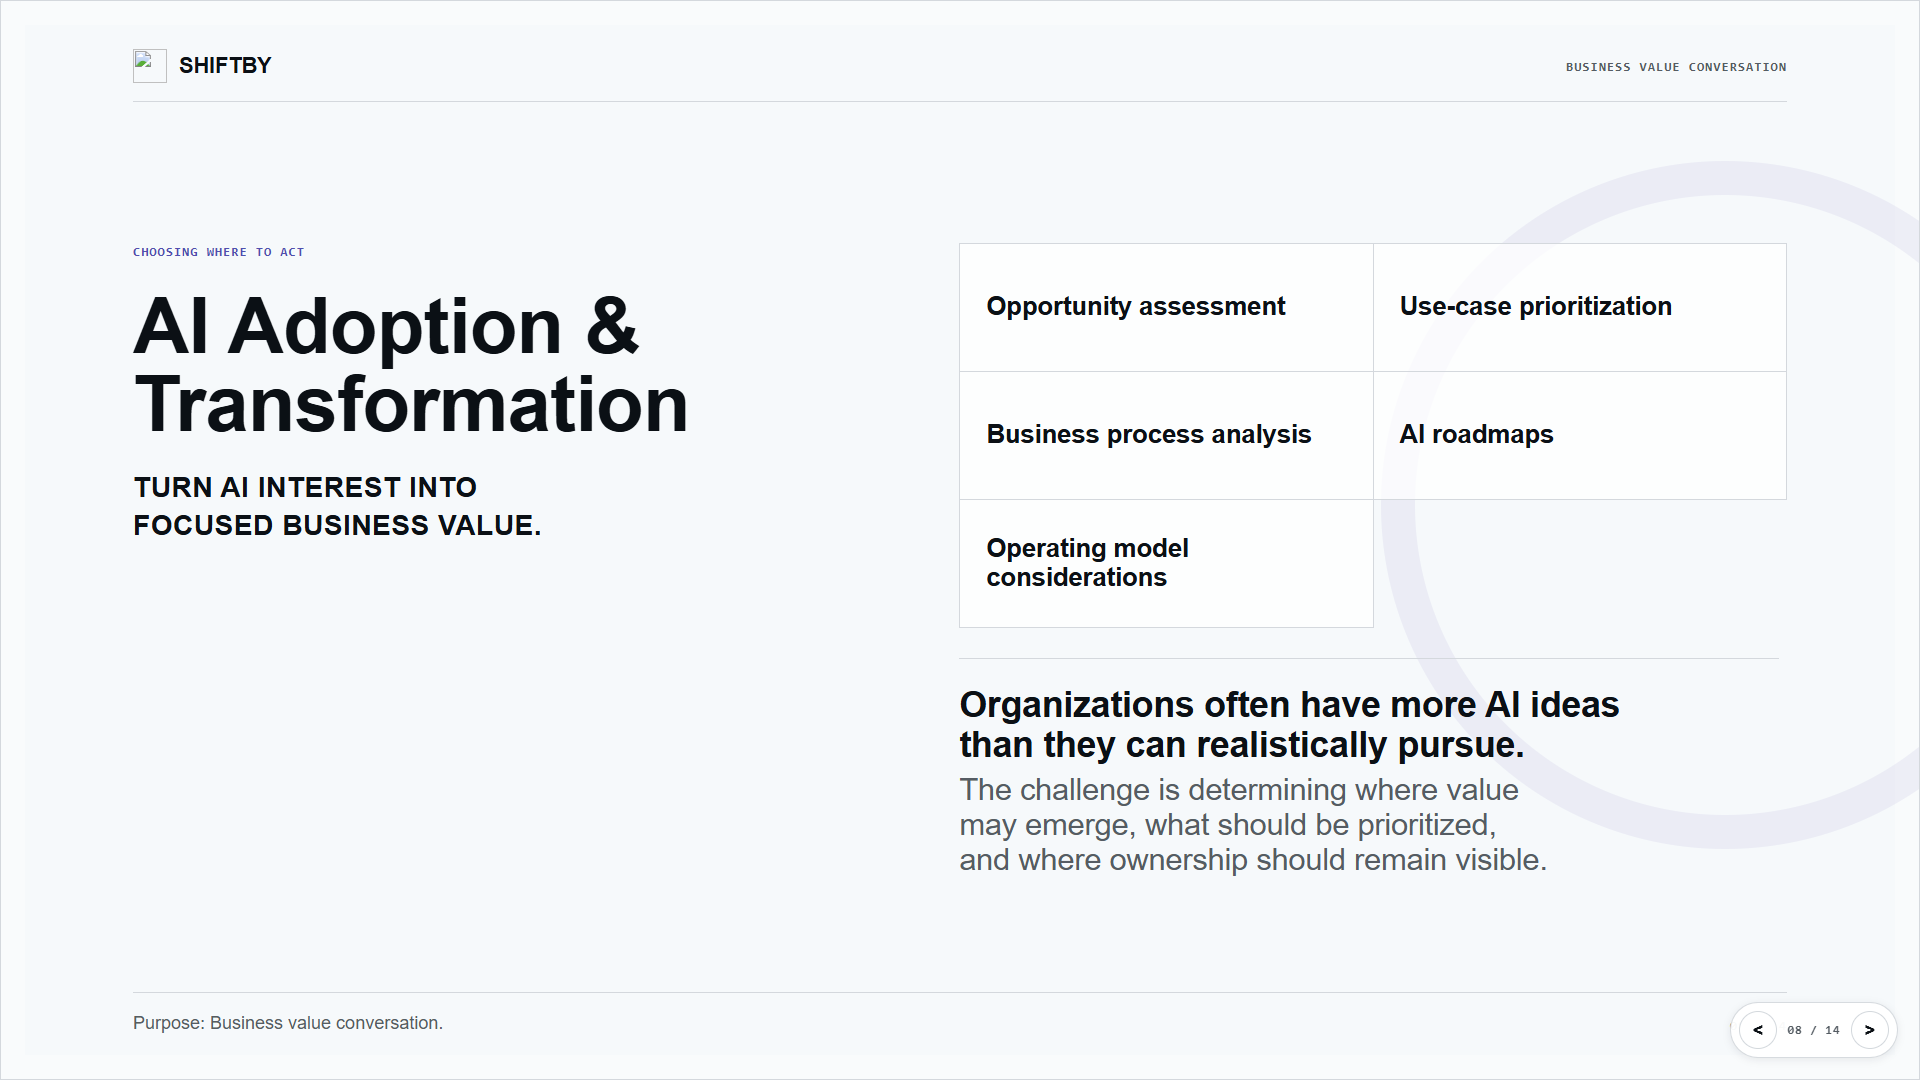 SHIFTBY
BUSINESS VALUE CONVERSATION
CHOOSING WHERE TO ACT
AI Adoption &
Transformation
TURN AI INTEREST INTO
FOCUSED BUSINESS VALUE.
Opportunity assessment
Use-case prioritization
Business process analysis
AI roadmaps
Operating model
considerations
Organizations often have more AI ideas
than they can realistically pursue.
The challenge is determining where value
may emerge, what should be prioritized,
and where ownership should remain visible.
Purpose: Business value conversation.
< 08 / 14 >